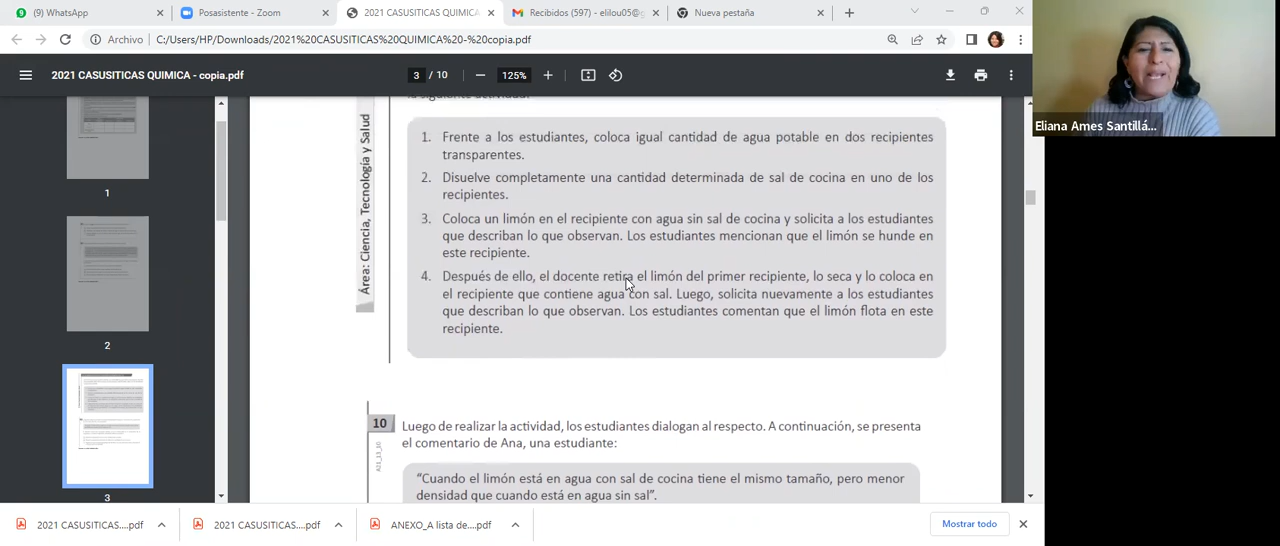 (9) WhatsApp
Posasistente - Zoom
2021 CASUSITICAS QUIMICA
Recibidos (597) - elilou05@g
Nueva pestaña
Archivo
C:/Users/HP/Downloads/2021%20CASUSITICAS%20QUIMICA%20-%20copia.pdf
2021 CASUSITICAS QUIMICA - copia.pdf
3 / 10
125%
Eliana Ames Santillá...
1
2
3
Área: Ciencia, Tecnología y Salud
1. Frente a los estudiantes, coloca igual cantidad de agua potable en dos recipientes
transparentes.
2. Disuelve completamente una cantidad determinada de sal de cocina en uno de los
recipientes.
3. Coloca un limón en el recipiente con agua sin sal de cocina y solicita a los estudiantes
que describan lo que observan. Los estudiantes mencionan que el limón se hunde en
este recipiente.
4. Después de ello, el docente retira el limón del primer recipiente, lo seca y lo coloca en
el recipiente que contiene agua con sal. Luego, solicita nuevamente a los estudiantes
que describan lo que observan. Los estudiantes comentan que el limón flota en este
recipiente.
10
Luego de realizar la actividad, los estudiantes dialogan al respecto. A continuación, se presenta
el comentario de Ana, una estudiante:
“Cuando el limón está en agua con sal de cocina tiene el mismo tamaño, pero menor
densidad que cuando está en agua sin sal”.
2021 CASUSITICAS....pdf
2021 CASUSITICAS....pdf
ANEXO_A lista de....pdf
Mostrar todo